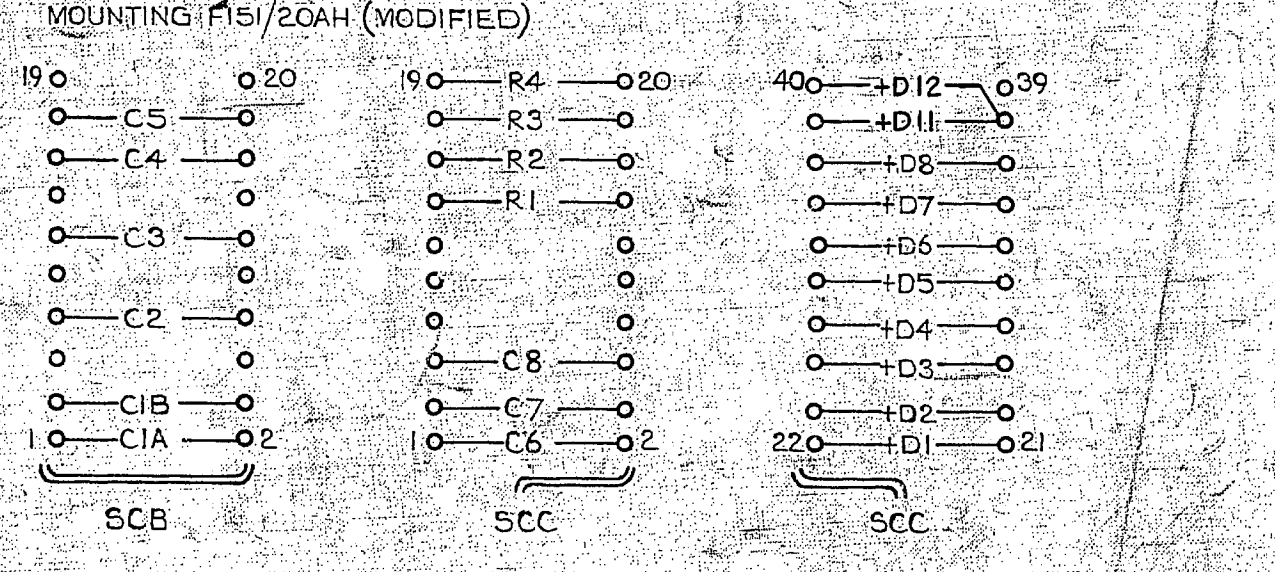 MOUNTING F151/20AH (MODIFIED)
19 20 19 R4 20 40 +D12 39
C5 R3 +D11
C4 R2 +D8
R1 +D7
C3 +D6
+D5
C2 +D4
C8 +D3
C1B C7 +D2
1 C1A 2 1 C6 2 22 +D1 21
SCB SCC SCC